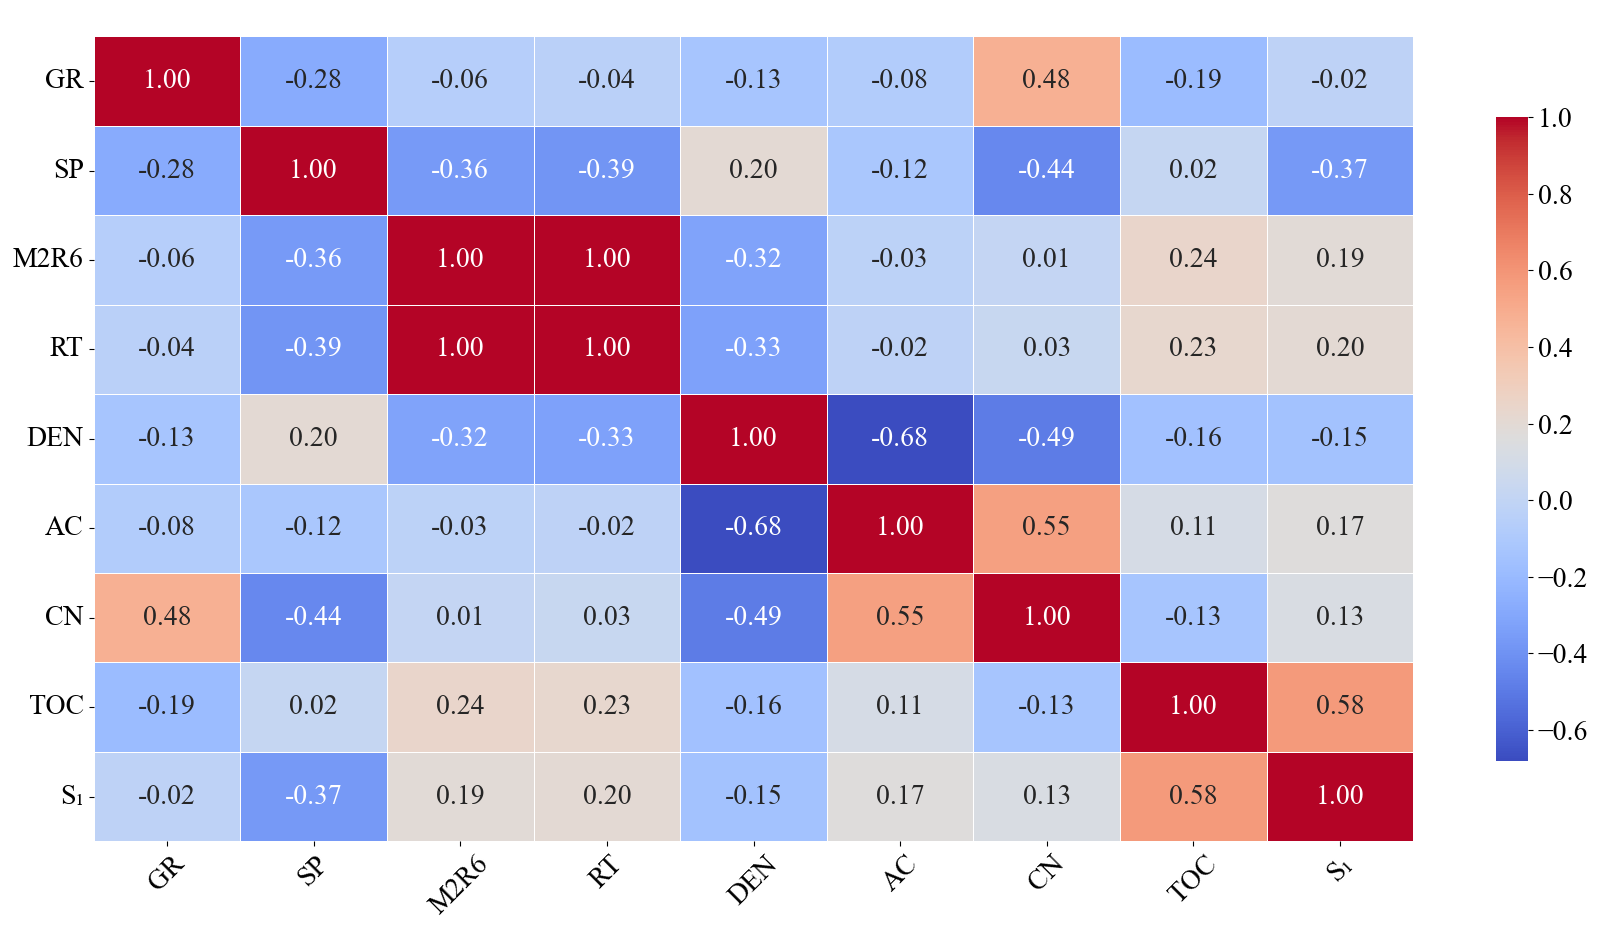 GR 1.00 -0.28 -0.06 -0.04 -0.13 -0.08 0.48 -0.19 -0.02
SP -0.28 1.00 -0.36 -0.39 0.20 -0.12 -0.44 0.02 -0.37
M2R6 -0.06 -0.36 1.00 1.00 -0.32 -0.03 0.01 0.24 0.19
RT -0.04 -0.39 1.00 1.00 -0.33 -0.02 0.03 0.23 0.20
DEN -0.13 0.20 -0.32 -0.33 1.00 -0.68 -0.49 -0.16 -0.15
AC -0.08 -0.12 -0.03 -0.02 -0.68 1.00 0.55 0.11 0.17
CN 0.48 -0.44 0.01 0.03 -0.49 0.55 1.00 -0.13 0.13
TOC -0.19 0.02 0.24 0.23 -0.16 0.11 -0.13 1.00 0.58
S₁ -0.02 -0.37 0.19 0.20 -0.15 0.17 0.13 0.58 1.00
GR SP M2R6 RT DEN AC CN TOC S₁
1.0
0.8
0.6
0.4
0.2
0.0
−0.2
−0.4
−0.6